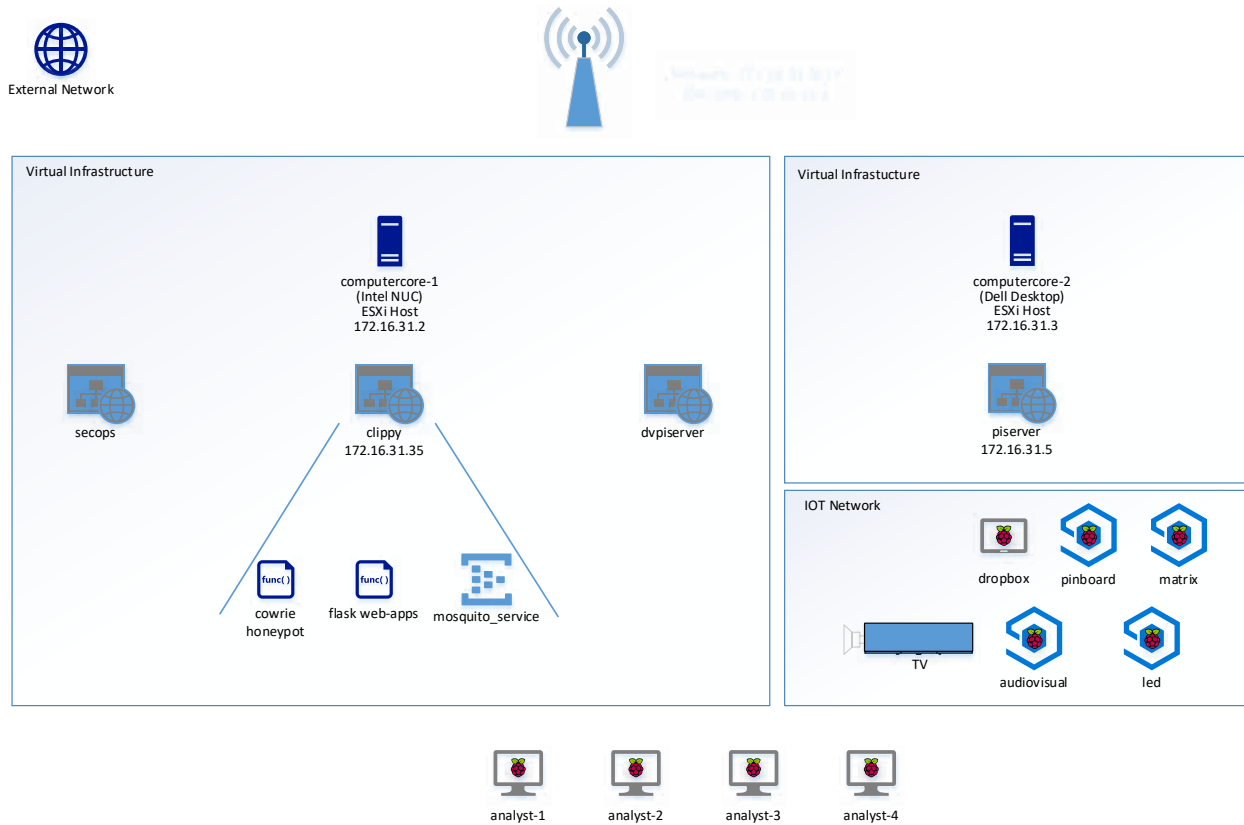 External Network
Virtual Infrastructure
computercore-1
(Intel NUC)
ESXi Host
172.16.31.2
secops
clippy
172.16.31.35
dvpiserver
func( )
func( )
cowrie
honeypot
flask web-apps
mosquito_service
Virtual Infastucture
computercore-2
(Dell Desktop)
ESXi Host
172.16.31.3
piserver
172.16.31.5
IOT Network
dropbox
pinboard
matrix
TV
audiovisual
led
analyst-1
analyst-2
analyst-3
analyst-4